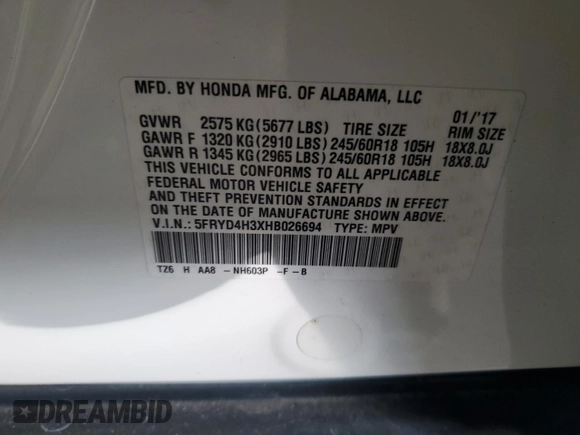 MFD. BY HONDA MFG. OF ALABAMA, LLC
01/'17
GVWR 2575 KG (5677 LBS) TIRE SIZE RIM SIZE
GAWR F 1320 KG (2910 LBS) 245/60R18 105H 18X8.0J
GAWR R 1345 KG (2965 LBS) 245/60R18 105H 18X8.0J
THIS VEHICLE CONFORMS TO ALL APPLICABLE
FEDERAL MOTOR VEHICLE SAFETY
AND THEFT PREVENTION STANDARDS IN EFFECT
ON THE DATE OF MANUFACTURE SHOWN ABOVE.
V.I.N.: 5FRYD4H3XHB026694 TYPE: MPV
TZ6 H AA8 -NH603P -F -B
DREAMBID